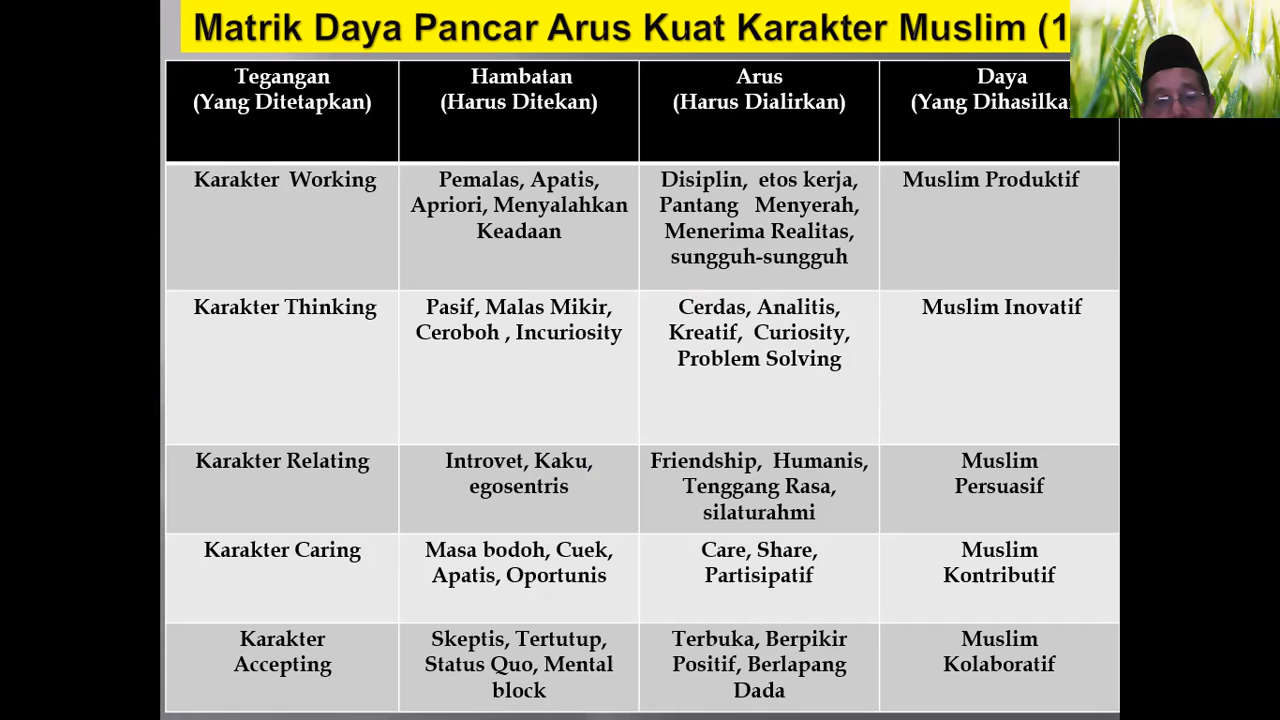 Matrik Daya Pancar Arus Kuat Karakter Muslim (1
Tegangan
(Yang Ditetapkan)
Hambatan
(Harus Ditekan)
Arus
(Harus Dialirkan)
Daya
(Yang Dihasilka
Karakter Working
Pemalas, Apatis,
Apriori, Menyalahkan
Keadaan
Disiplin, etos kerja,
Pantang Menyerah,
Menerima Realitas,
sungguh-sungguh
Muslim Produktif
Karakter Thinking
Pasif, Malas Mikir,
Ceroboh , Incuriosity
Cerdas, Analitis,
Kreatif, Curiosity,
Problem Solving
Muslim Inovatif
Karakter Relating
Introvet, Kaku,
egosentris
Friendship, Humanis,
Tenggang Rasa,
silaturahmi
Muslim
Persuasif
Karakter Caring
Masa bodoh, Cuek,
Apatis, Oportunis
Care, Share,
Partisipatif
Muslim
Kontributif
Karakter
Accepting
Skeptis, Tertutup,
Status Quo, Mental
block
Terbuka, Berpikir
Positif, Berlapang
Dada
Muslim
Kolaboratif